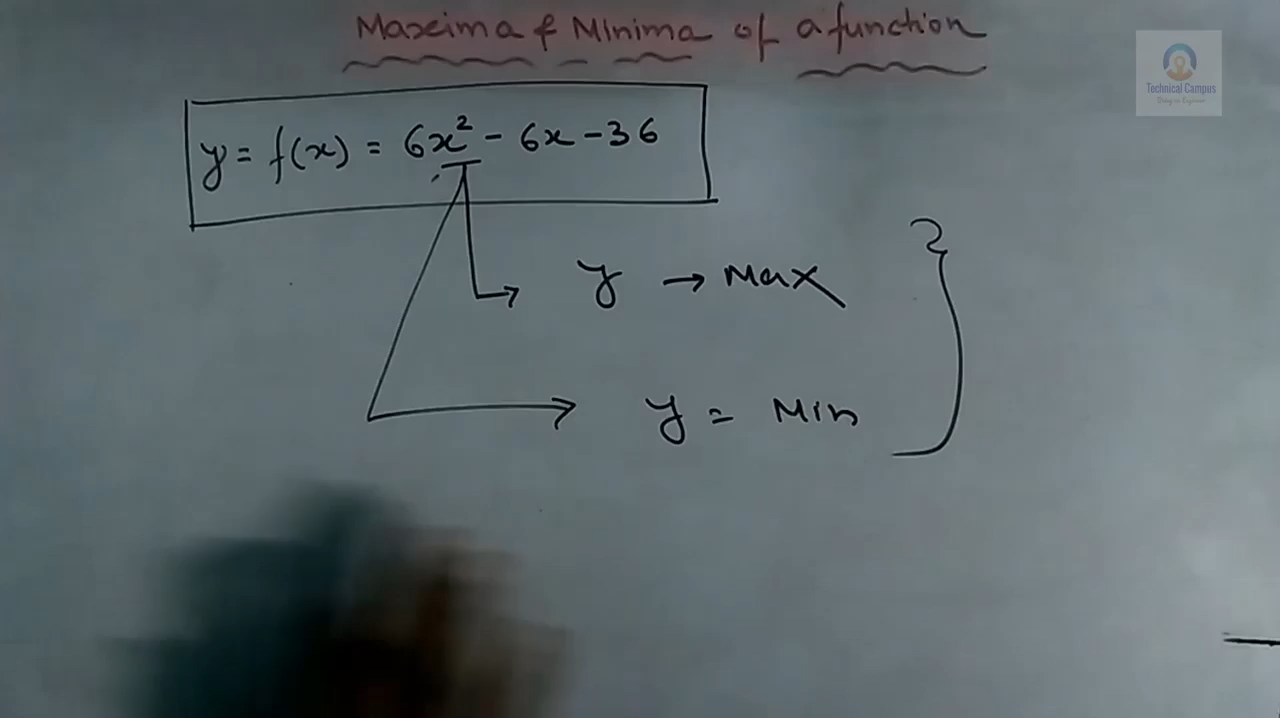 Maxima & Minima of a function
Technical Campus
y = f(x) = 6x² - 6x - 36
y → Max
y = Min